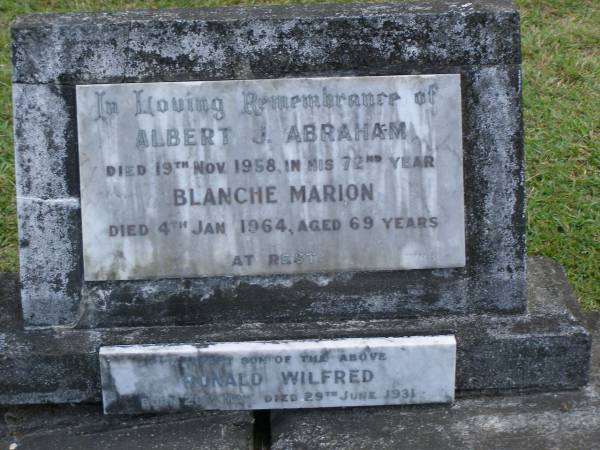 In Loving Remembrance of
ALBERT J. ABRAHAM
DIED 19TH NOV. 1958, IN HIS 72ND YEAR
BLANCHE MARION
DIED 4TH JAN 1964, AGED 69 YEARS
AT REST
SON OF THE ABOVE
RONALD WILFRED
BORN DIED 29TH JUNE 1931